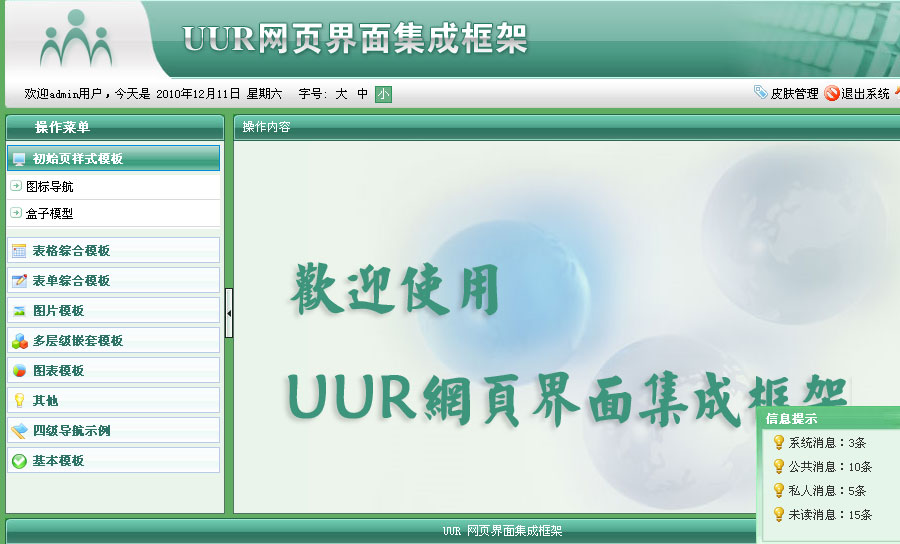 UUR网页界面集成框架
欢迎admin用户，今天是 2010年12月11日 星期六 字号: 大 中 小
皮肤管理 退出系统
操作菜单
操作内容
初始页样式模板
图标导航
盒子模型
表格综合模板
表单综合模板
图片模板
多层级嵌套模板
图表模板
其他
四级导航示例
基本模板
歡迎使用
UUR網頁界面集成框架
信息提示
系统消息：3条
公共消息：10条
私人消息：5条
未读消息：15条
UUR 网页界面集成框架